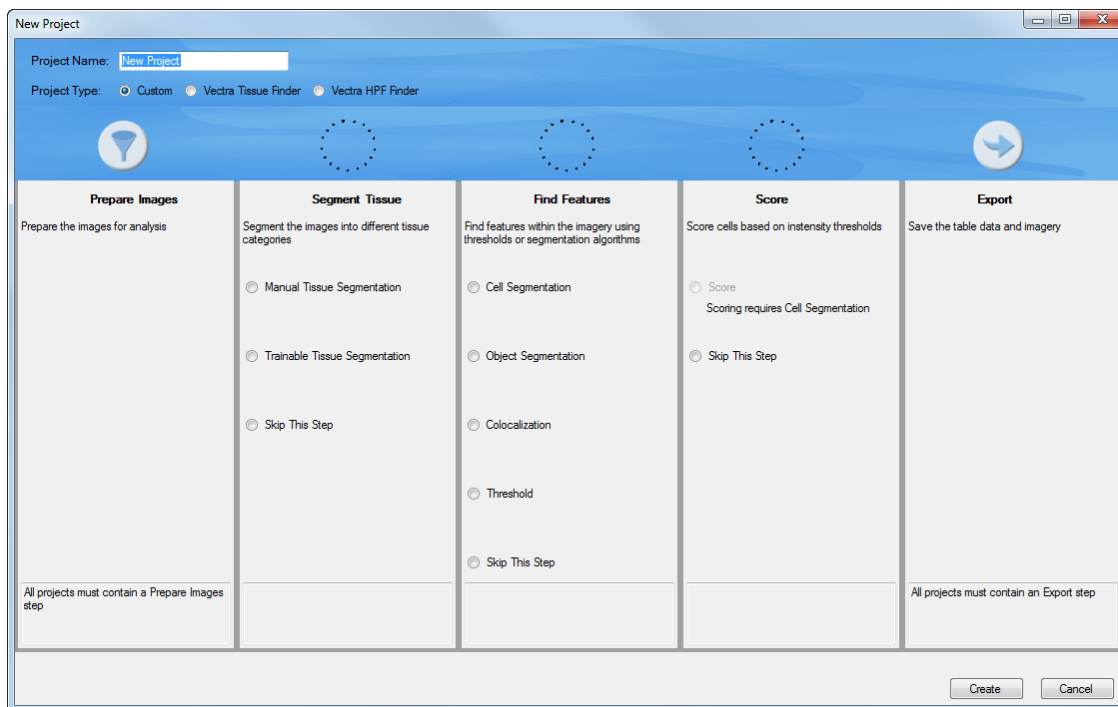 New Project
Project Name: New Project
Project Type: Custom Vectra Tissue Finder Vectra HPF Finder
Prepare Images
Prepare the images for analysis
All projects must contain a Prepare Images
step
Segment Tissue
Segment the images into different tissue
categories
Manual Tissue Segmentation
Trainable Tissue Segmentation
Skip This Step
Find Features
Find features within the imagery using
thresholds or segmentation algorithms
Cell Segmentation
Object Segmentation
Colocalization
Threshold
Skip This Step
Score
Score cells based on instensity thresholds
Score
Scoring requires Cell Segmentation
Skip This Step
Export
Save the table data and imagery
All projects must contain an Export step
Create Cancel